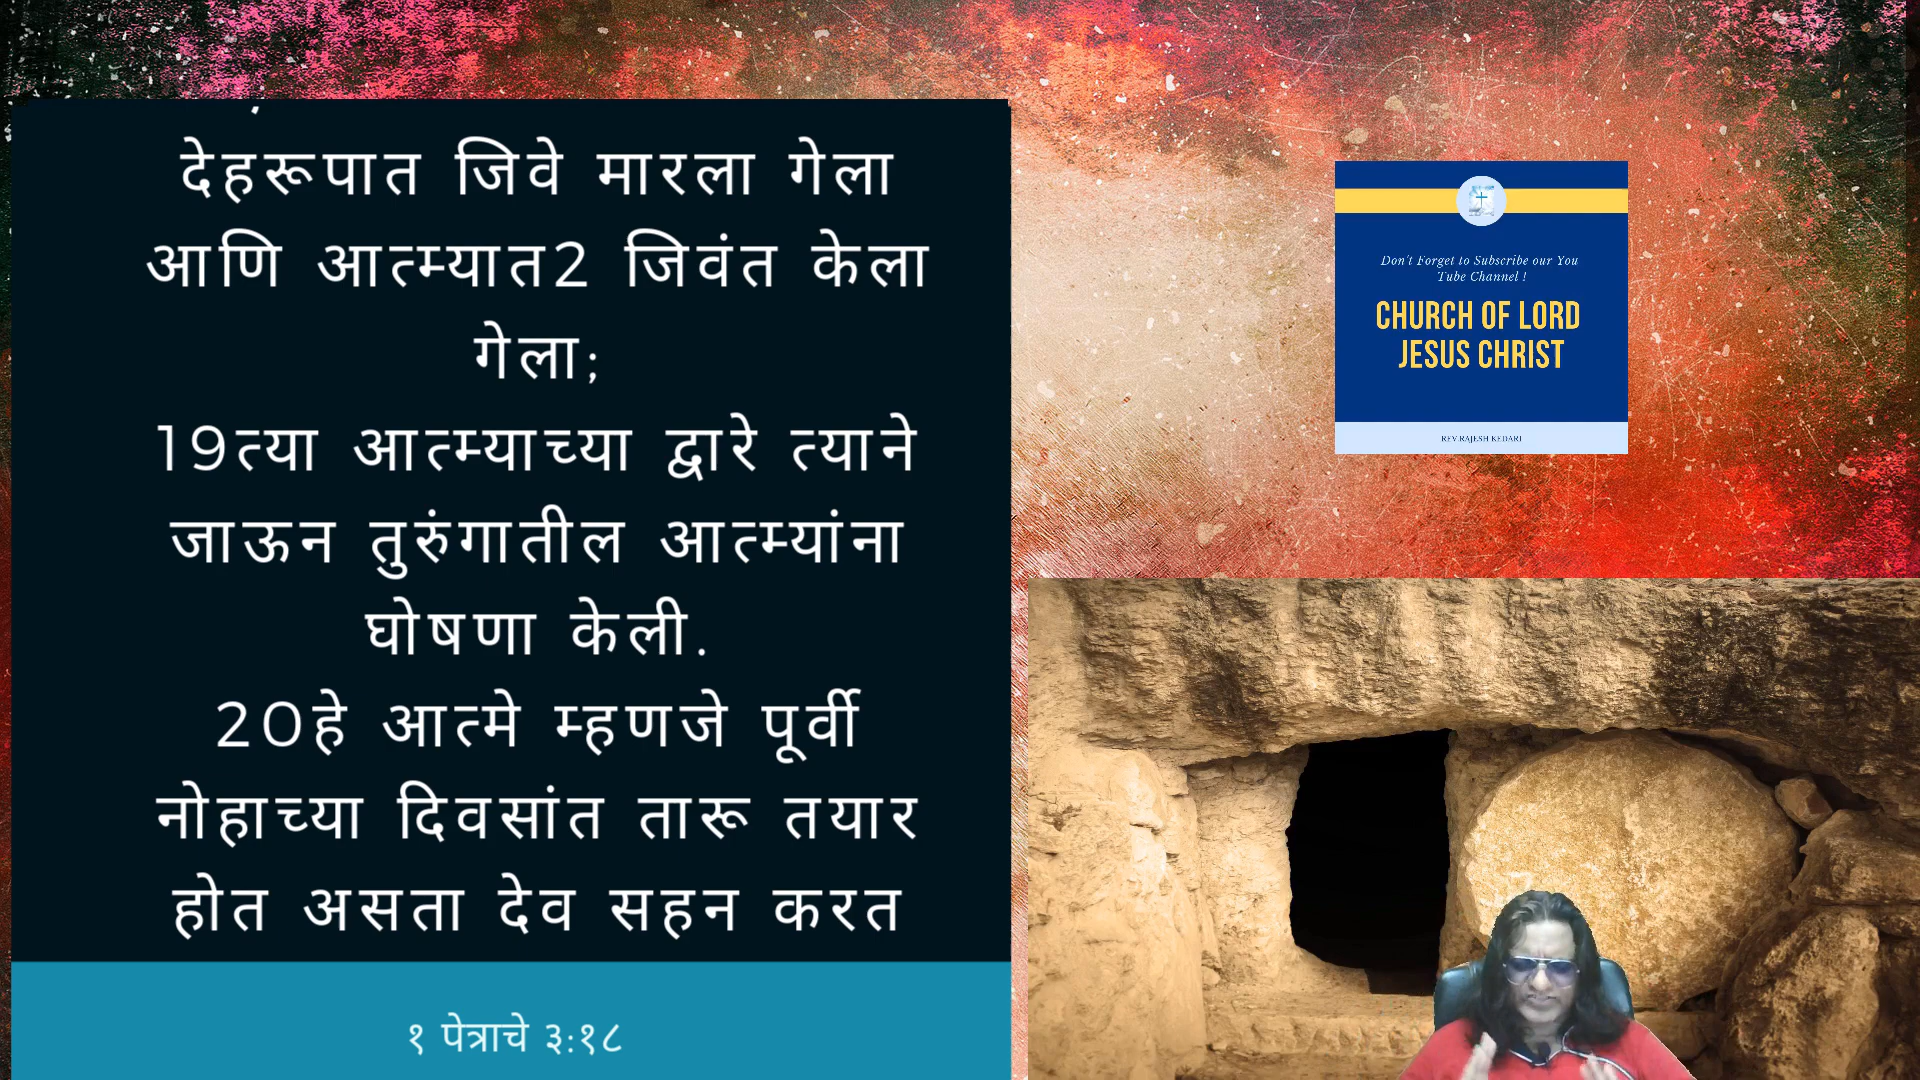 देहरूपात जिवे मारला गेला
आणि आत्म्यात2 जिवंत केला
गेला;
19त्या आत्म्याच्या द्वारे त्याने
जाऊन तुरुंगातील आत्म्यांना
घोषणा केली.
20हे आत्मे म्हणजे पूर्वी
नोहाच्या दिवसांत तारू तयार
होत असता देव सहन करत
१ पेत्राचे ३:१८
Don't Forget to Subscribe our You
Tube Channel !
CHURCH OF LORD
JESUS CHRIST
REV.RAJESH KEDARI